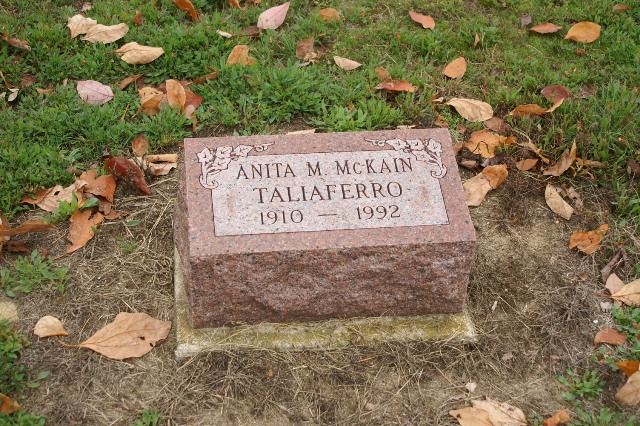 ANITA M. MCKAIN
TALIAFERRO
1910 — 1992